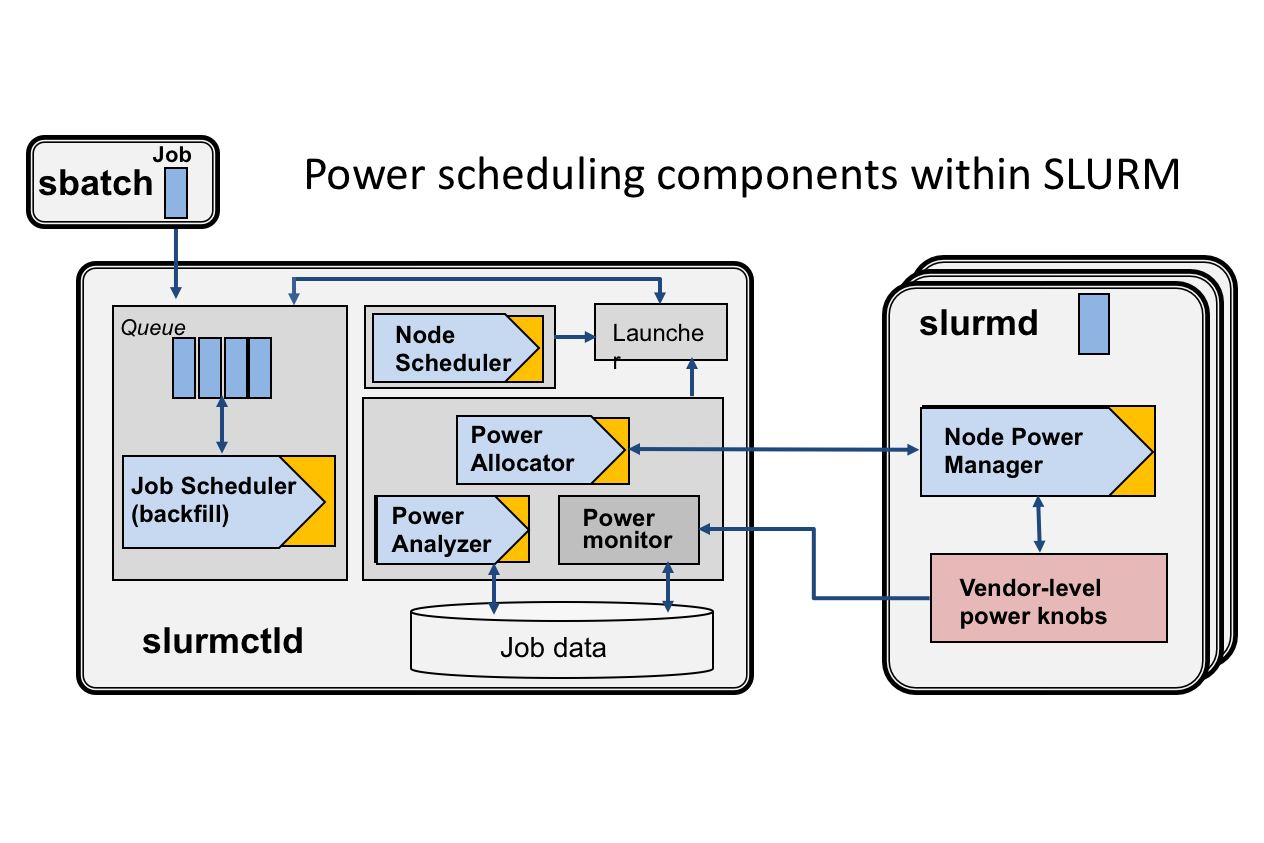 Job
sbatch
Power scheduling components within SLURM
Queue
Node
Scheduler
Launche
r
slurmd
Power
Allocator
Node Power
Manager
Job Scheduler
(backfill)
Power
Analyzer
Power
monitor
Vendor-level
power knobs
slurmctld
Job data